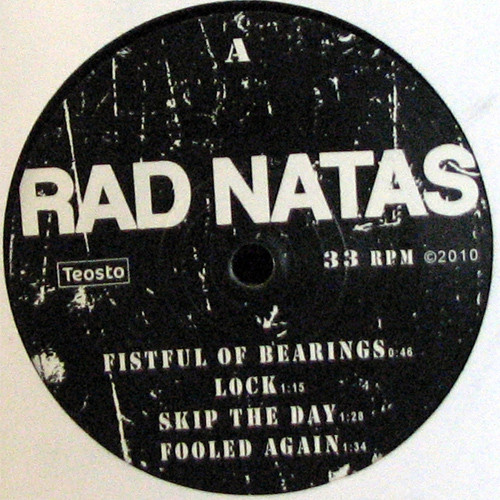 A
RAD NATAS
Teosto
33 RPM ©2010
FISTFUL OF BEARINGS 0:46
LOCK 1:15
SKIP THE DAY 1:28
FOOLED AGAIN 1:34